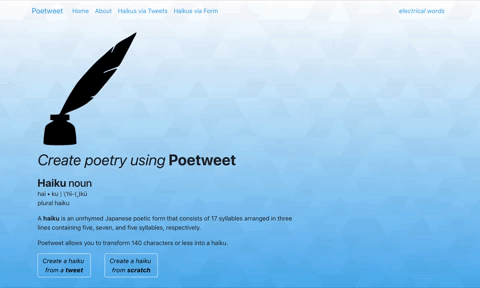 Poetweet Home About Haikus via Tweets Haikus via Form electrical words
Create poetry using Poetweet
Haiku noun
hai • ku | \'hī-(ˌ)kü
plural haiku
A haiku is an unrhymed Japanese poetic form that consists of 17 syllables arranged in three
lines containing five, seven, and five syllables, respectively.
Poetweet allows you to transform 140 characters or less into a haiku.
Create a haiku
from a tweet
Create a haiku
from scratch